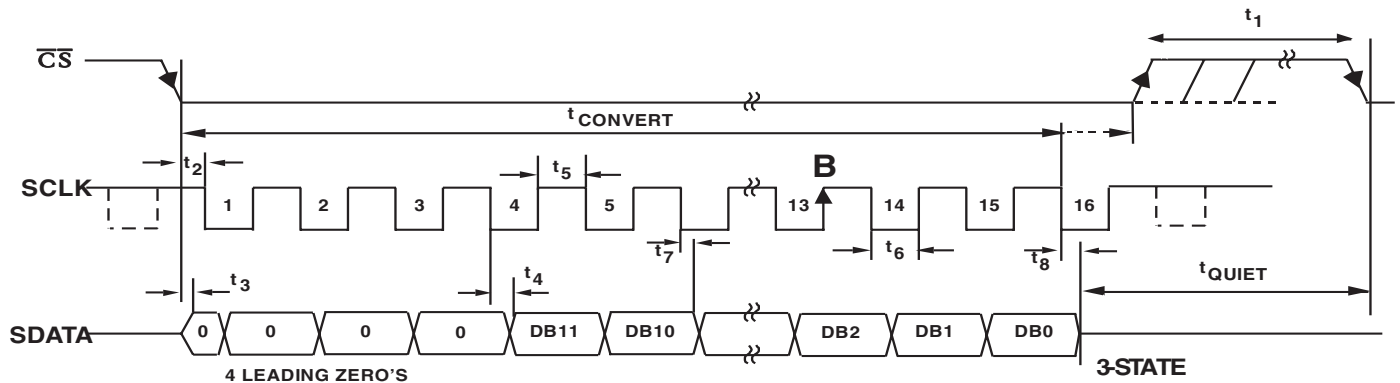 t1
CS
tCONVERT
t2
t5
B
SCLK
1 2 3 4 5 13 14 15 16
t7
t6
t8
t3
t4
tQUIET
SDATA
0 0 0 0 DB11 DB10 DB2 DB1 DB0
4 LEADING ZERO'S
3-STATE